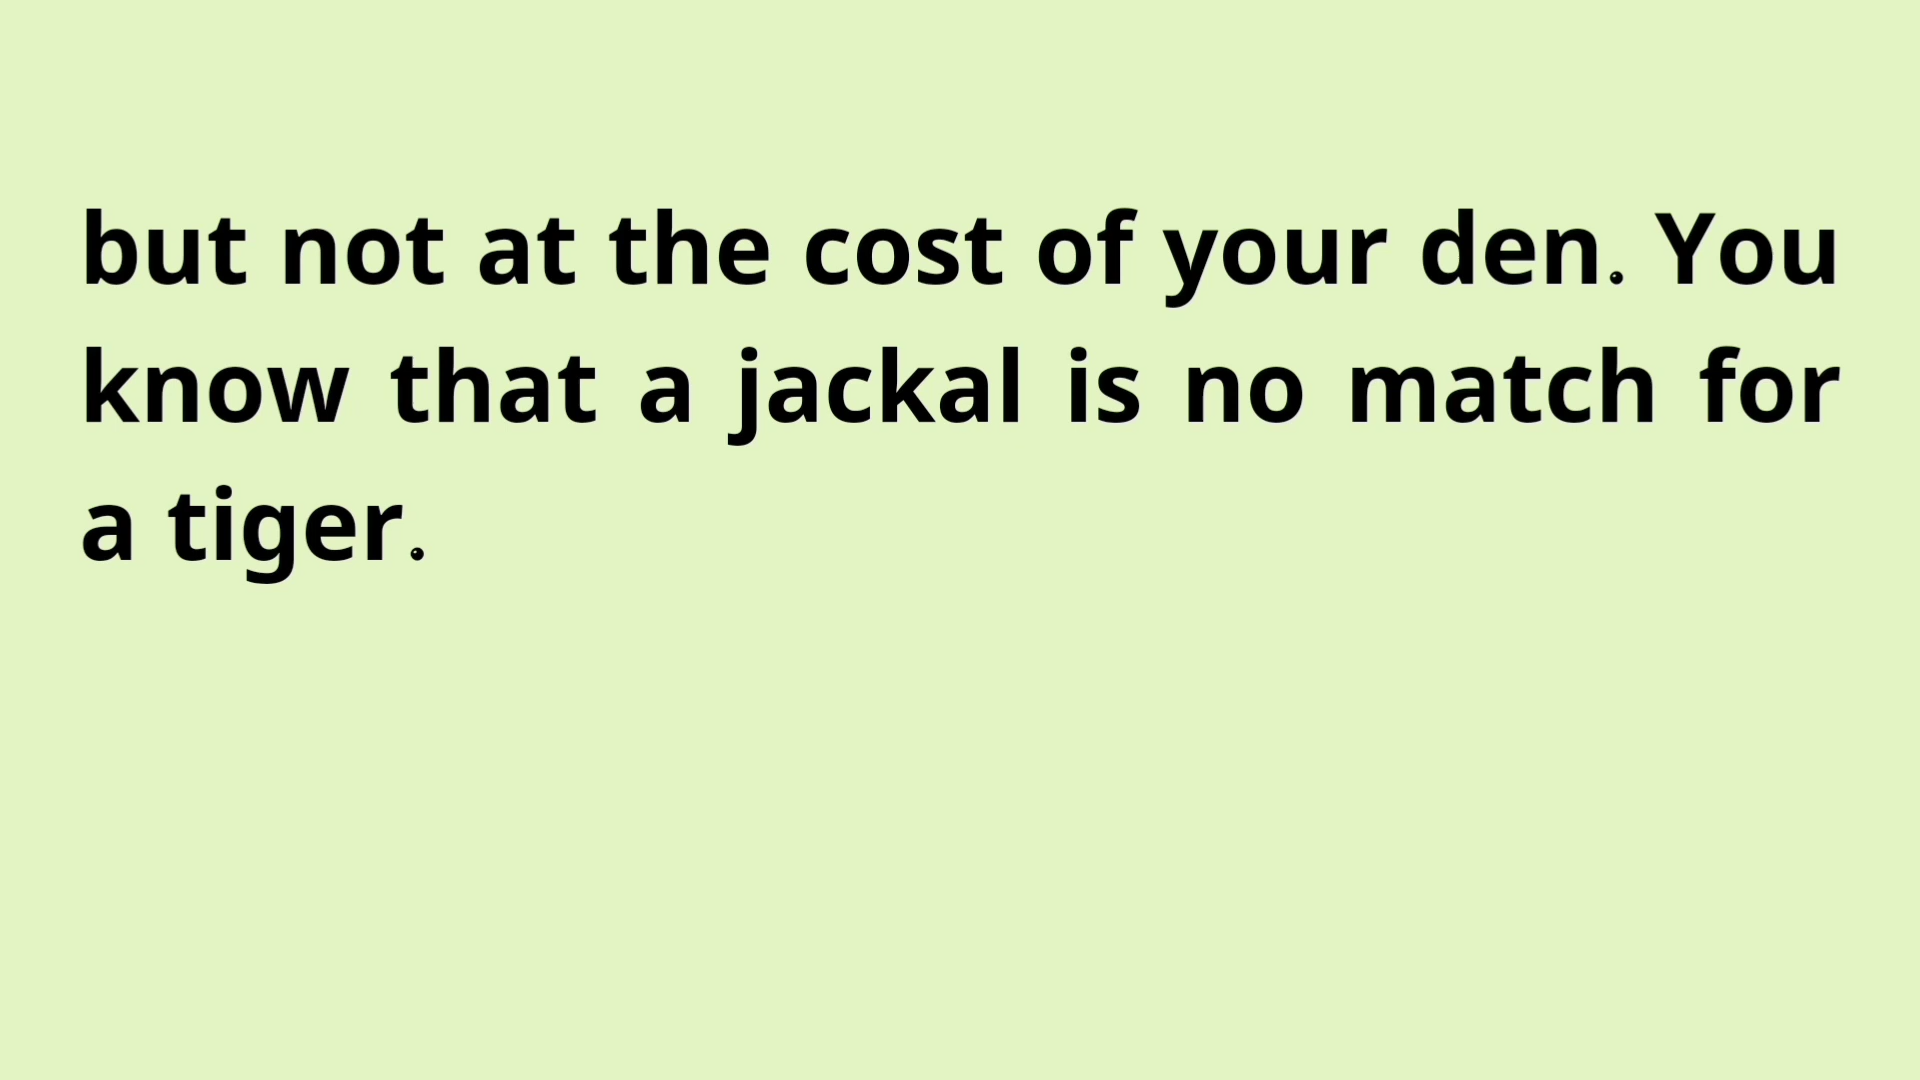 but not at the cost of your den. You
know that a jackal is no match for
a tiger.